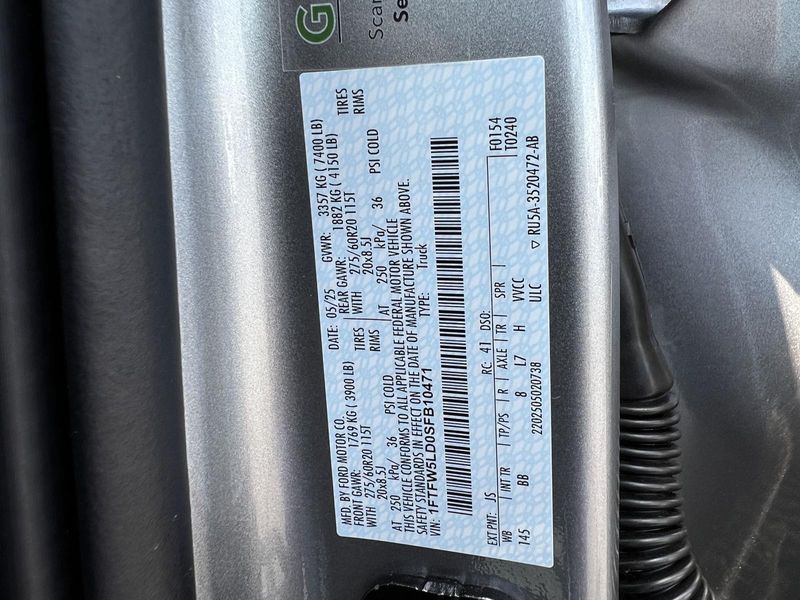 G
Scan
Se
MFD. BY FORD MOTOR CO.
DATE: 05/25 GVWR: 3357 KG ( 7400 LB)
FRONT GAWR: 1769 KG ( 3900 LB) REAR GAWR: 1882 KG ( 4150 LB)
WITH 275/60R20 115T TIRES WITH 275/60R20 115T TIRES
20x8.5J RIMS 20x8.5J RIMS
AT 250 kPa/ 36 PSI COLD AT 250 kPa/ 36 PSI COLD
THIS VEHICLE CONFORMS TO ALL APPLICABLE FEDERAL MOTOR VEHICLE
SAFETY STANDARDS IN EFFECT ON THE DATE OF MANUFACTURE SHOWN ABOVE.
VIN: 1FTFW5LD0SFB10471 TYPE: Truck
F0154
EXT PNT: JS RC: 41 DSO: T0240
WB INT TR TP/PS R AXLE TR SPR
145 BB 8 L7 H VVCC
2202505020738 ULC ▽ RU5A-3520472-AB